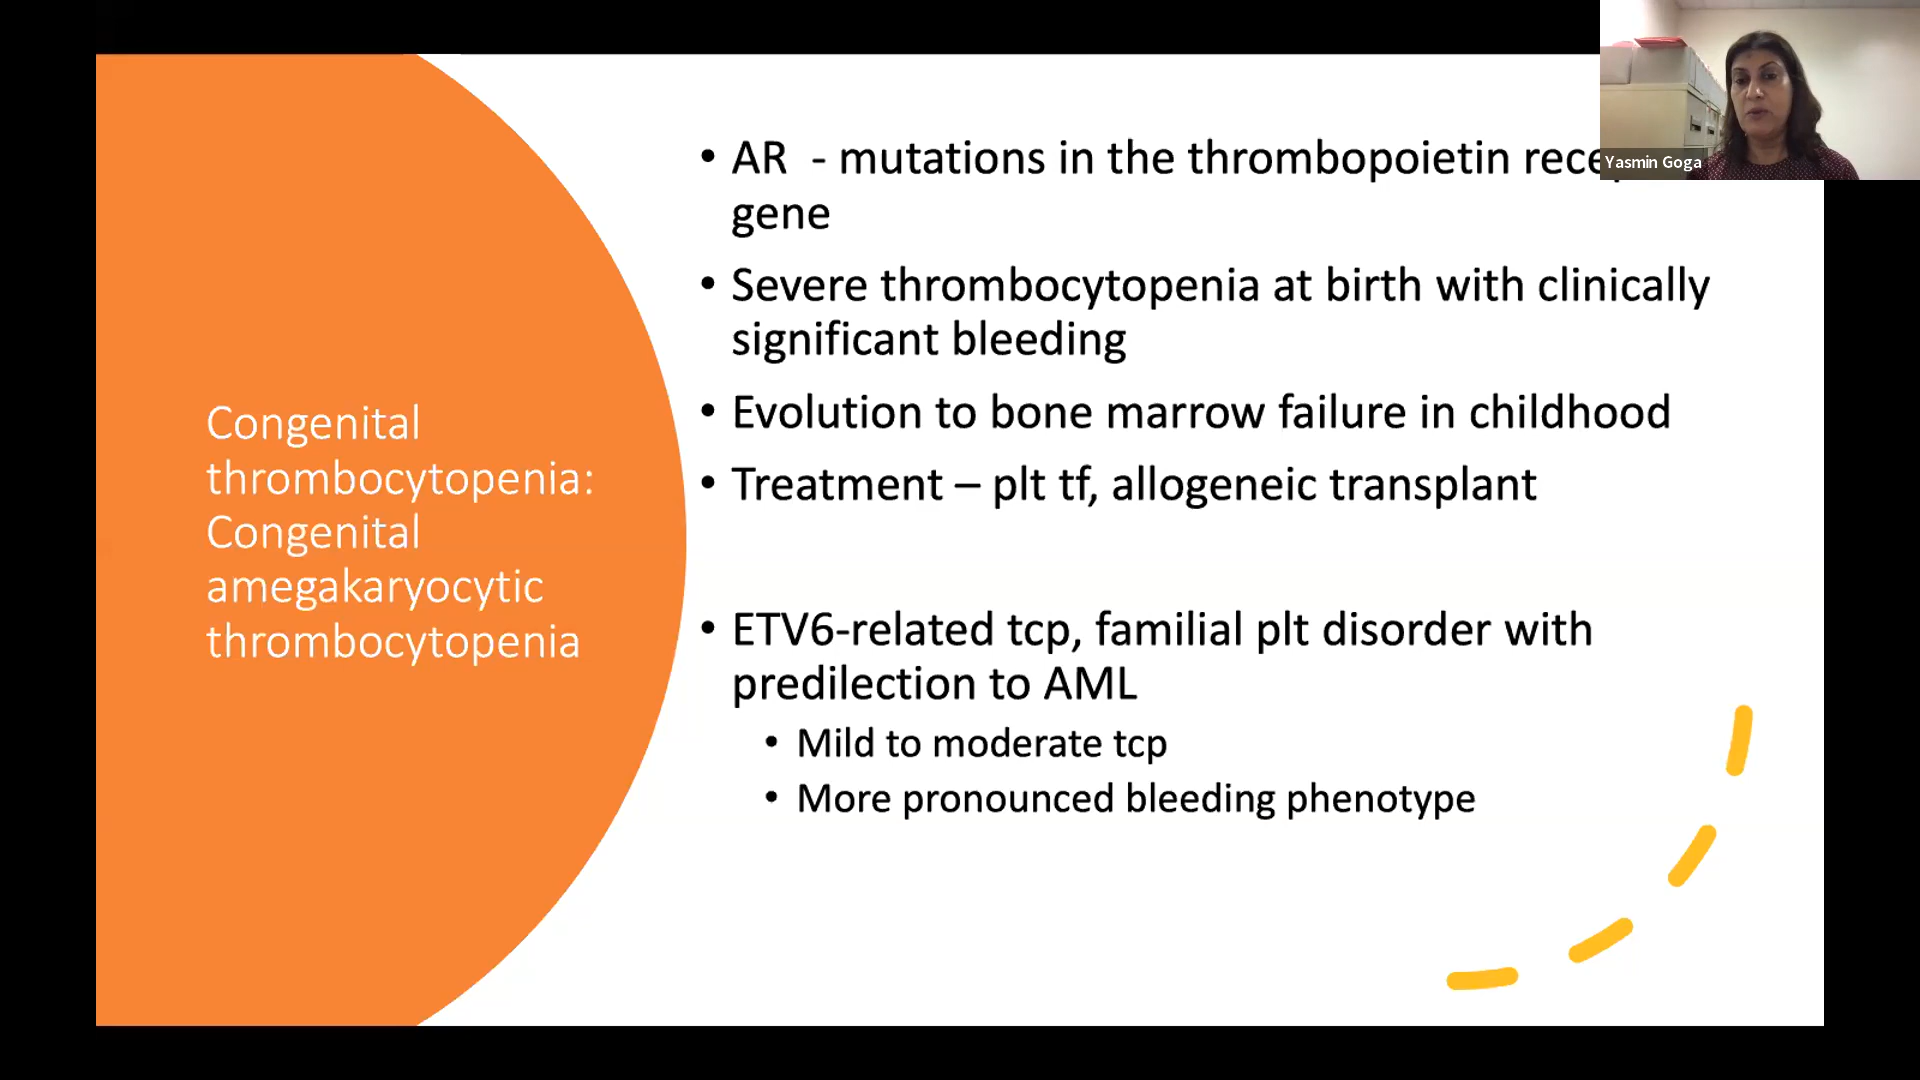 Congenital
thrombocytopenia:
Congenital
amegakaryocytic
thrombocytopenia
• AR - mutations in the thrombopoietin
gene
• Severe thrombocytopenia at birth with clinically
significant bleeding
• Evolution to bone marrow failure in childhood
• Treatment – plt tf, allogeneic transplant
• ETV6-related tcp, familial plt disorder with
predilection to AML
• Mild to moderate tcp
• More pronounced bleeding phenotype
Yasmin Goga